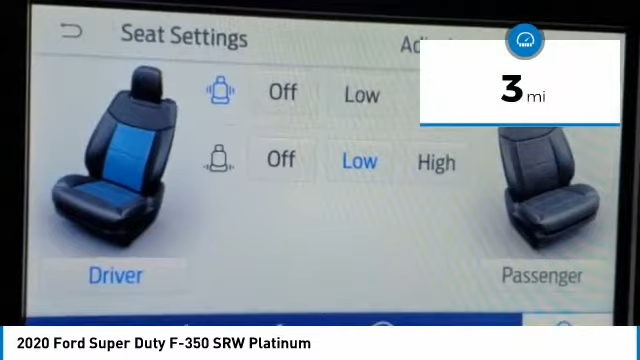 Seat Settings
3 mi
Off Low
Off Low High
Driver Passenger
2020 Ford Super Duty F-350 SRW Platinum